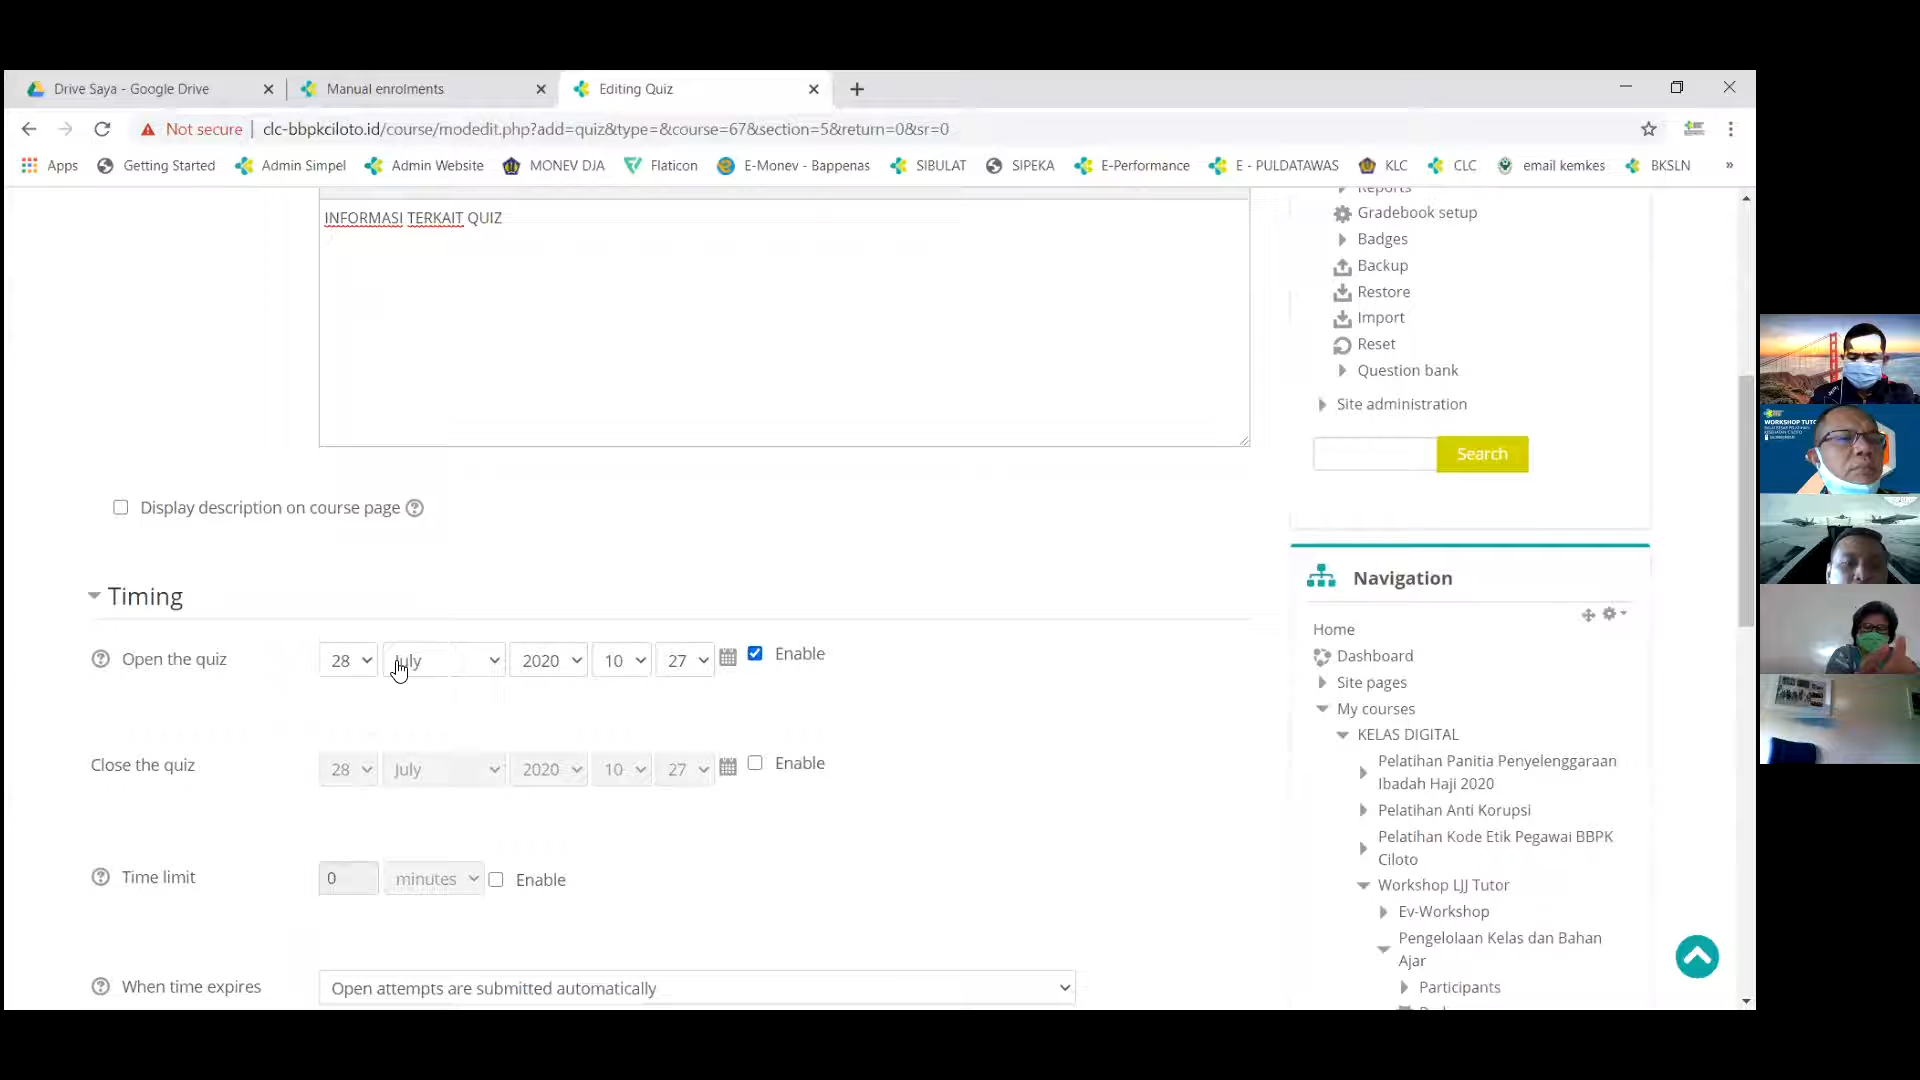 Drive Saya - Google Drive
Manual enrolments
Editing Quiz
Not secure
clc-bbpkciloto.id/course/modedit.php?add=quiz&type=&course=67&section=5&return=0&sr=0
Apps
Getting Started
Admin Simpel
Admin Website
MONEV DJA
Flaticon
E-Monev - Bappenas
SIBULAT
SIPEKA
E-Performance
E - PULDATAWAS
KLC
CLC
email kemkes
BKSLN
»
INFORMASI TERKAIT QUIZ
Display description on course page
Timing
Open the quiz
28 July 2020 10 27 Enable
Close the quiz
28 July 2020 10 27 Enable
Time limit
0 minutes Enable
When time expires
Open attempts are submitted automatically
Reports
Gradebook setup
Badges
Backup
Restore
Import
Reset
Question bank
Site administration
Search
Navigation
Home
Dashboard
Site pages
My courses
KELAS DIGITAL
Pelatihan Panitia Penyelenggaraan
Ibadah Haji 2020
Pelatihan Anti Korupsi
Pelatihan Kode Etik Pegawai BBPK
Ciloto
Workshop LJJ Tutor
Ev-Workshop
Pengelolaan Kelas dan Bahan
Ajar
Participants
WORKSHOP TUTO